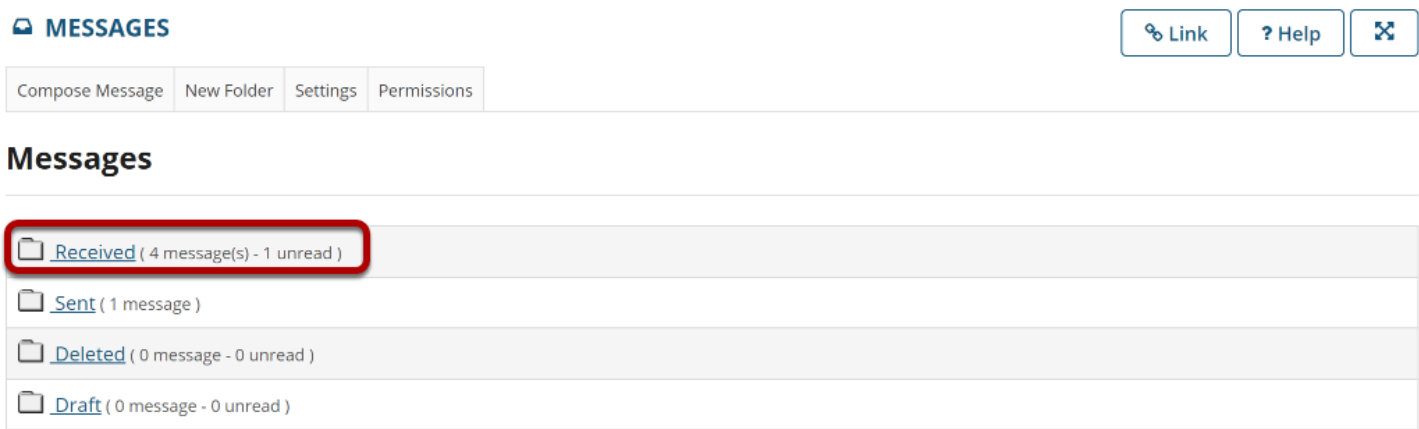 MESSAGES
Link
? Help
Compose Message New Folder Settings Permissions
Messages
Received ( 4 message(s) - 1 unread )
Sent ( 1 message )
Deleted ( 0 message - 0 unread )
Draft ( 0 message - 0 unread )